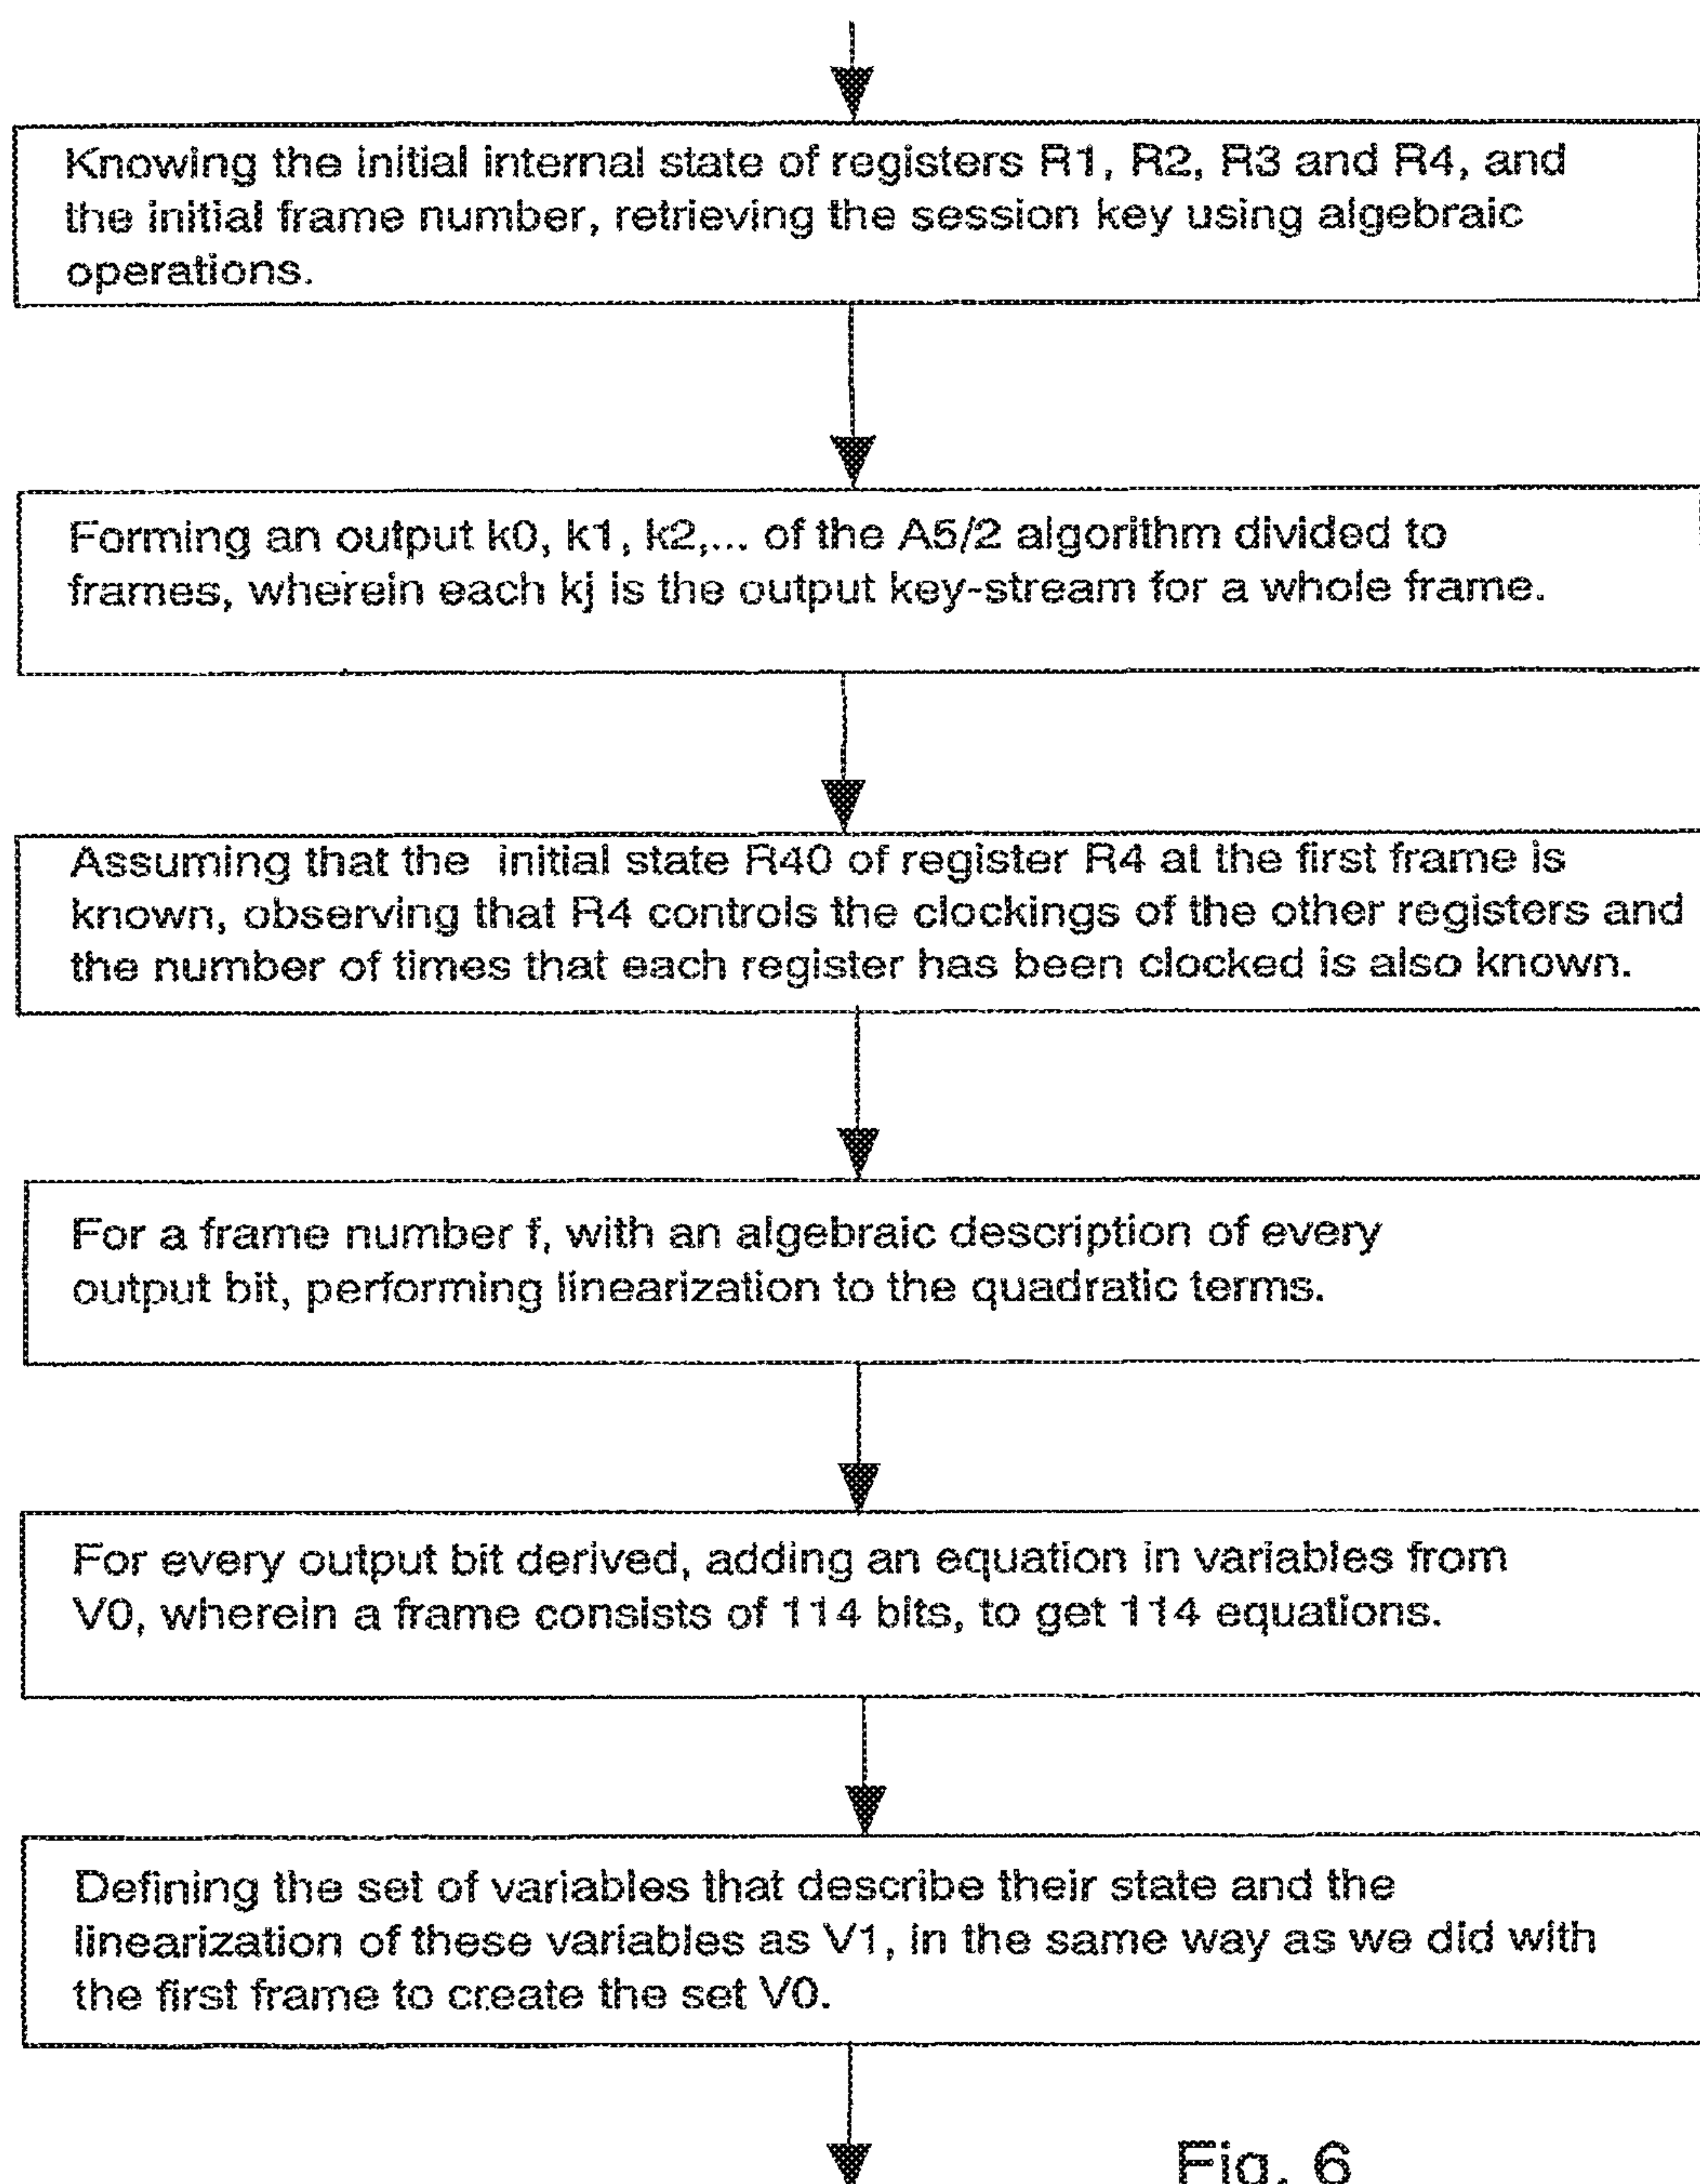 Knowing the initial internal state of registers R1, R2, R3 and R4, and
the initial frame number, retrieving the session key using algebraic
operations.
Forming an output k0, k1, k2,... of the A5/2 algorithm divided to
frames, wherein each kj is the output key-stream for a whole frame.
Assuming that the initial state R40 of register R4 at the first frame is
known, observing that R4 controls the clockings of the other registers and
the number of times that each register has been clocked is also known.
For a frame number f, with an algebraic description of every
output bit, performing linearization to the quadratic terms.
For every output bit derived, adding an equation in variables from
V0, wherein a frame consists of 114 bits, to get 114 equations.
Defining the set of variables that describe their state and the
linearization of these variables as V1, in the same way as we did with
the first frame to create the set V0.
Fig. 6